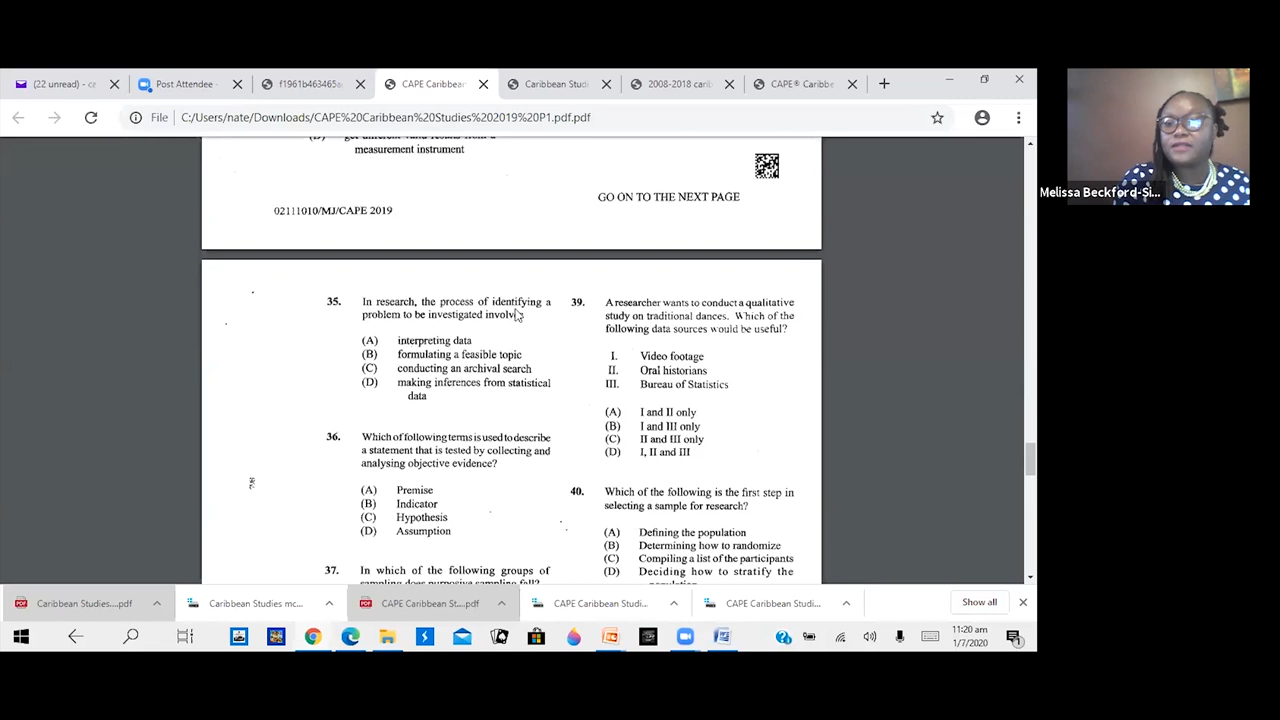 (22 unread) - ca
Post Attendee -
f1961b463465a
CAPE Caribbean
Caribbean Studi
2008-2018 carib
CAPE® Caribbe
File
C:/Users/nate/Downloads/CAPE%20Caribbean%20Studies%202019%20P1.pdf.pdf
measurement instrument
GO ON TO THE NEXT PAGE
02111010/MJ/CAPE 2019
35. In research, the process of identifying a
problem to be investigated involve
(A) interpreting data
(B) formulating a feasible topic
(C) conducting an archival search
(D) making inferences from statistical
data
36. Which of following terms is used to describe
a statement that is tested by collecting and
analysing objective evidence?
(A) Premise
(B) Indicator
(C) Hypothesis
(D) Assumption
37. In which of the following groups of
sampling does purposive sampling fall?
39. A researcher wants to conduct a qualitative
study on traditional dances. Which of the
following data sources would be useful?
I. Video footage
II. Oral historians
III. Bureau of Statistics
(A) I and II only
(B) I and III only
(C) II and III only
(D) I, II and III
40. Which of the following is the first step in
selecting a sample for research?
(A) Defining the population
(B) Determining how to randomize
(C) Compiling a list of the participants
(D) Deciding how to stratify the
population
Caribbean Studies....pdf
Caribbean Studies mc...
CAPE Caribbean St....pdf
CAPE Caribbean Studi...
CAPE Caribbean Studi...
Show all
11:20 am
1/7/2020
Melissa Beckford-Si...